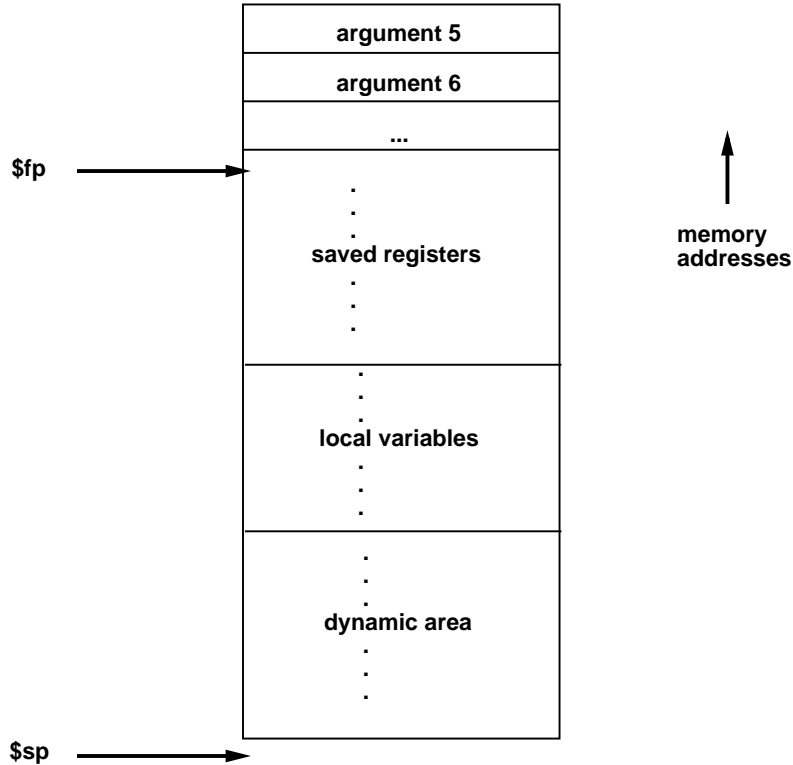 argument 5
argument 6
...
$fp
saved registers
memory
addresses
local variables
dynamic area
$sp